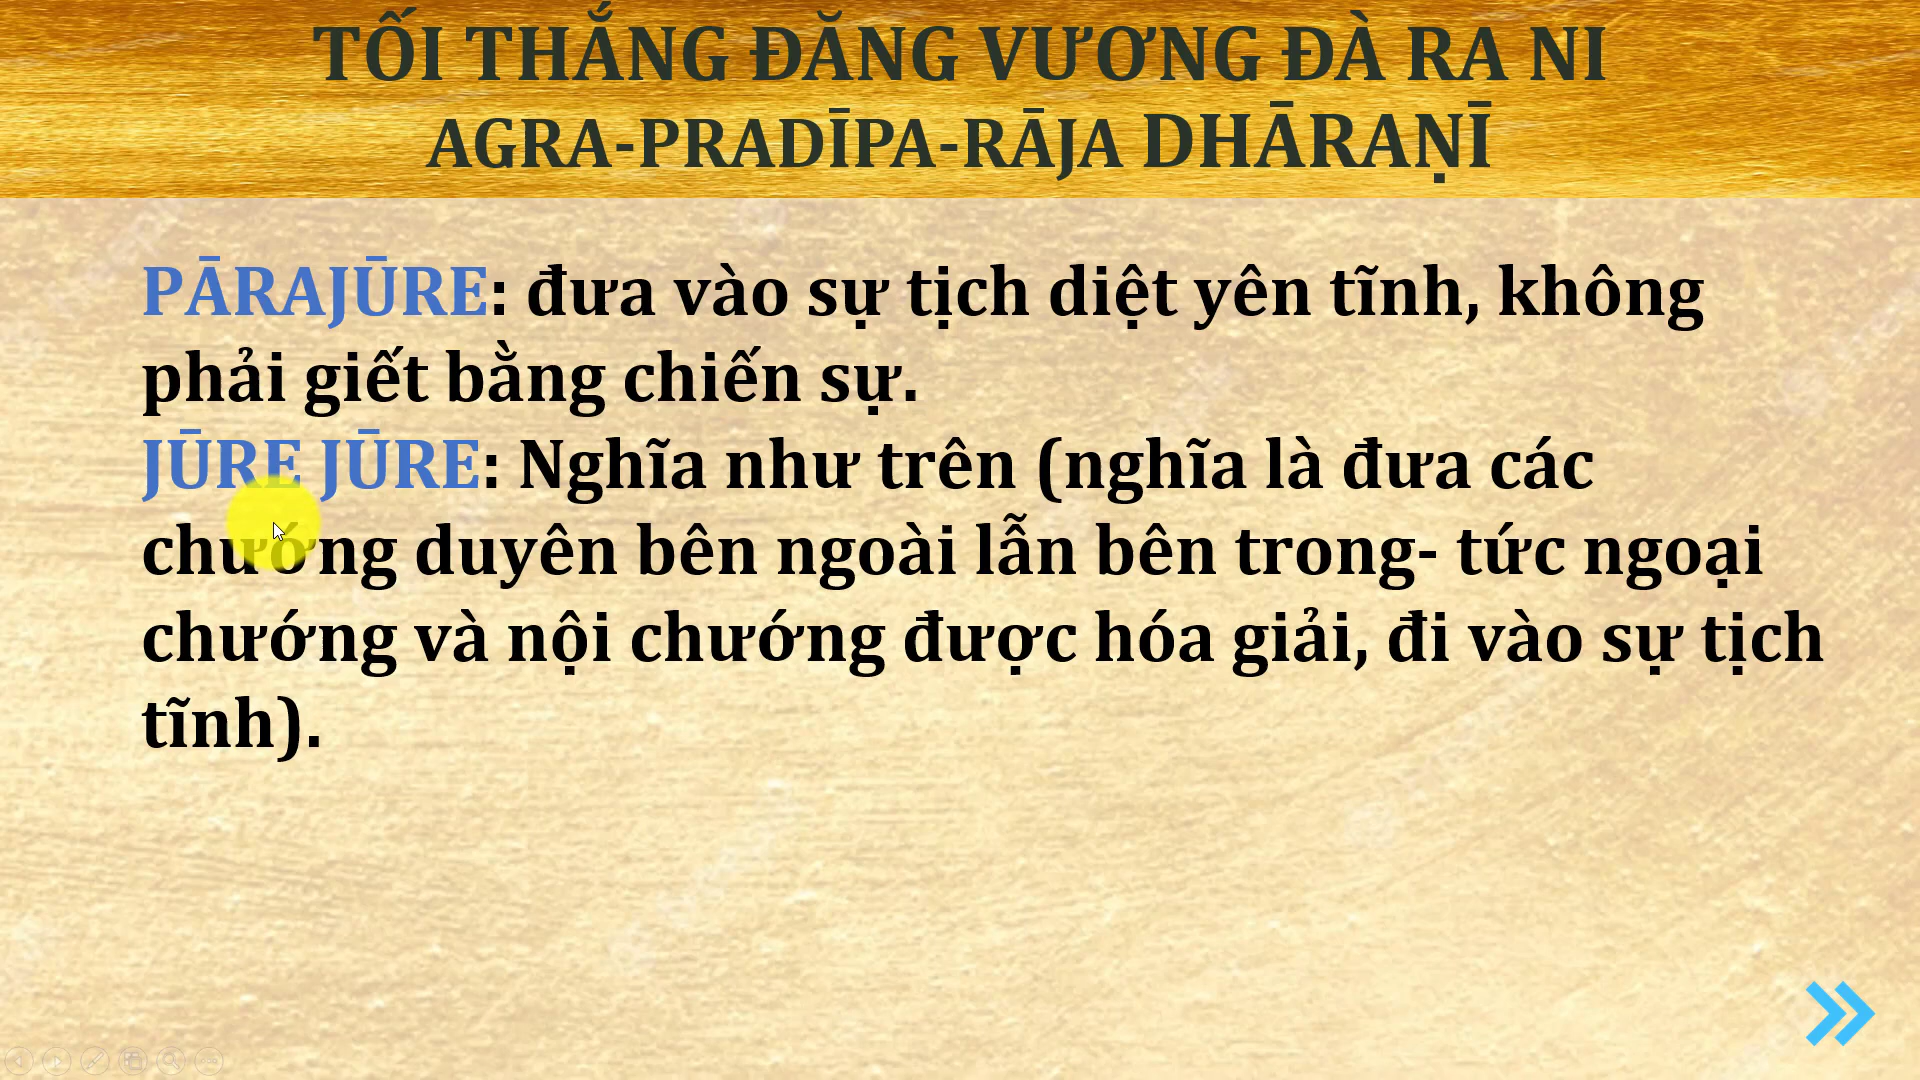 TỐI THẮNG ĐĂNG VƯƠNG ĐÀ RA NI
AGRA-PRADĪPA-RĀJA DHĀRAṆĪ
PĀRAJŪRE: đưa vào sự tịch diệt yên tĩnh, không
phải giết bằng chiến sự.
JŪRE JŪRE: Nghĩa như trên (nghĩa là đưa các
chướng duyên bên ngoài lẫn bên trong- tức ngoại
chướng và nội chướng được hóa giải, đi vào sự tịch
tĩnh).